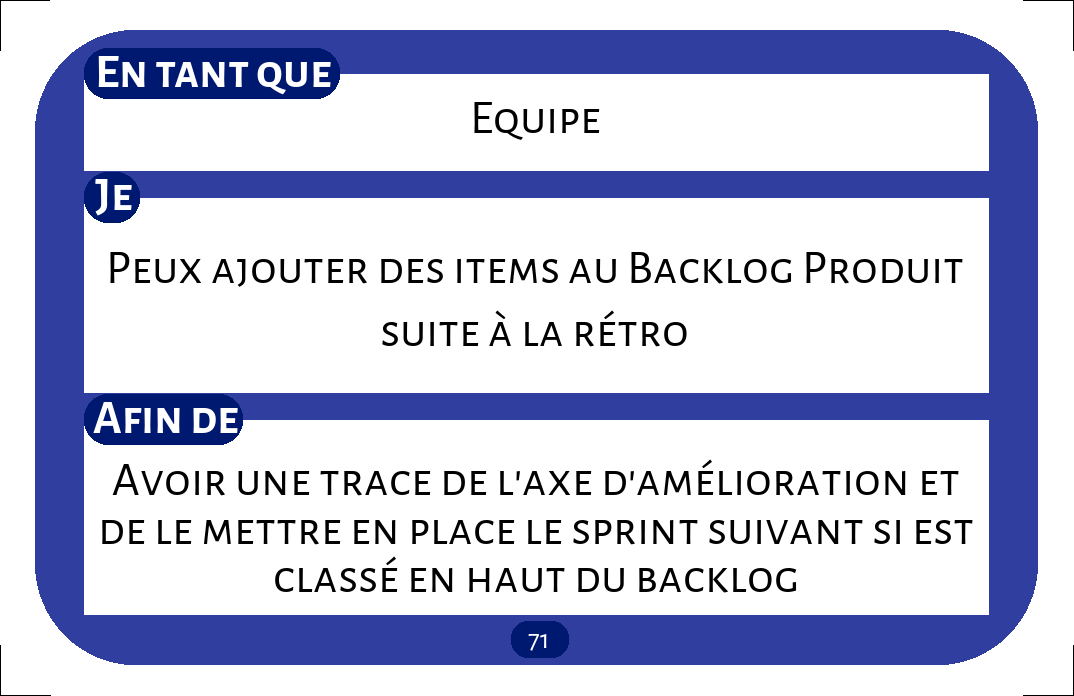 En tant que
Equipe
Je
Peux ajouter des items au Backlog Produit
suite à la rétro
Afin de
Avoir une trace de l'axe d'amélioration et
de le mettre en place le sprint suivant si est
classé en haut du backlog
71